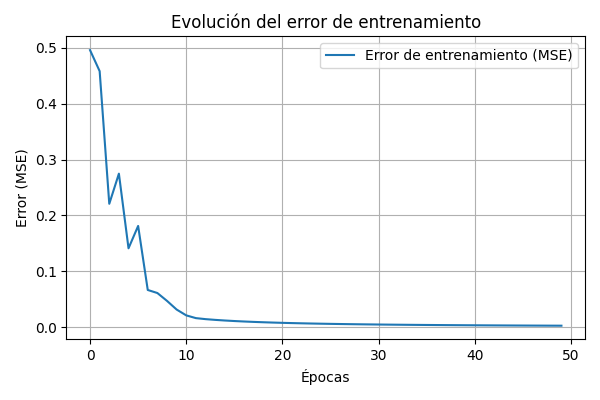 Evolución del error de entrenamiento
Error de entrenamiento (MSE)
Error (MSE)
0.5
0.4
0.3
0.2
0.1
0.0
0 10 20 30 40 50
Épocas